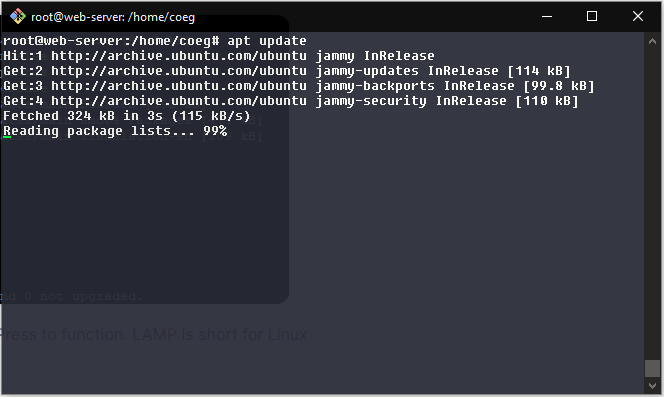 root@web-server: /home/coeg
root@web-server:/home/coeg# apt update
Hit:1 http://archive.ubuntu.com/ubuntu jammy InRelease
Get:2 http://archive.ubuntu.com/ubuntu jammy-updates InRelease [114 kB]
Get:3 http://archive.ubuntu.com/ubuntu jammy-backports InRelease [99.8 kB]
Get:4 http://archive.ubuntu.com/ubuntu jammy-security InRelease [110 kB]
Fetched 324 kB in 3s (115 kB/s)
Reading package lists... 99%
kB]
kB]
nd 0 not upgraded.
Press to function. LAMP is short for Linux